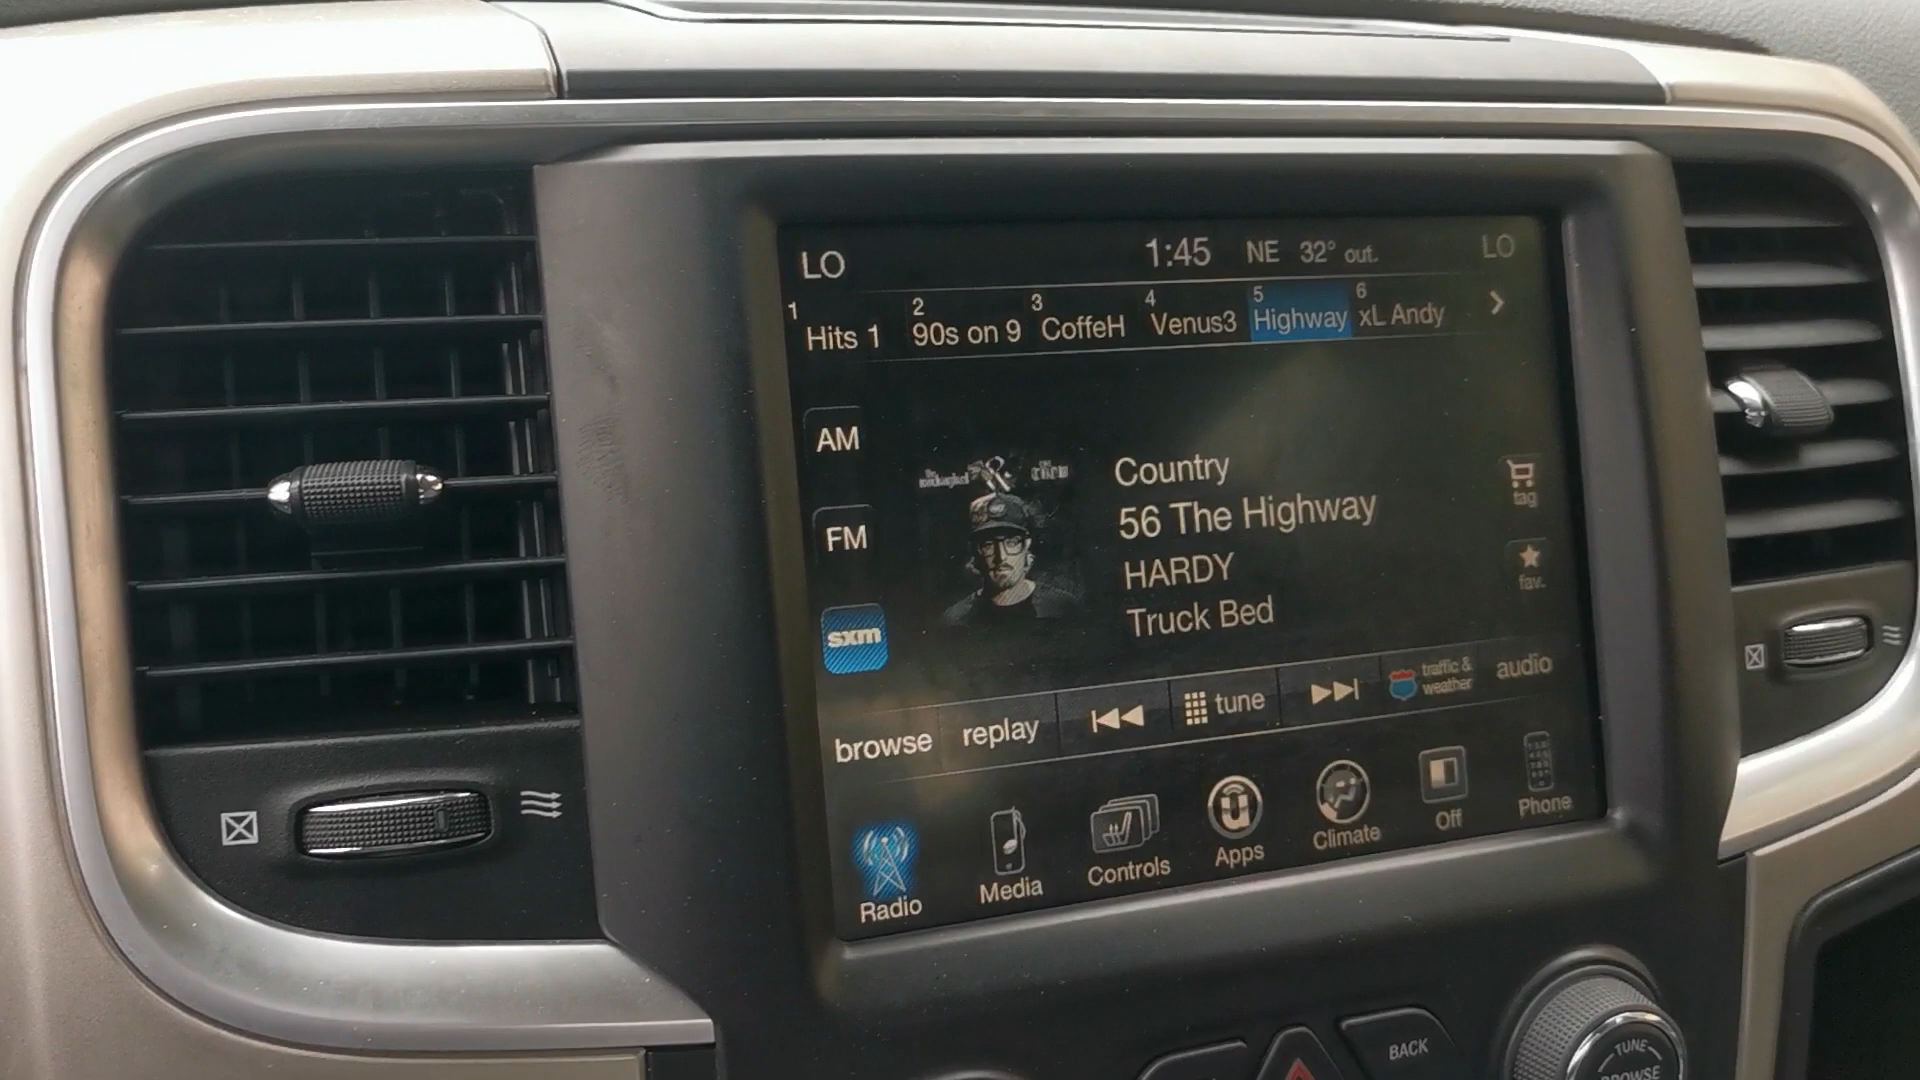 LO 1:45 NE 32° out. LO
1 2 3 4 5 6
Hits 1 90s on 9 CoffeH Venus3 Highway xL Andy
AM
Country
tag
56 The Highway
FM
HARDY
fav.
sxm
Truck Bed
browse replay tune traffic & weather audio
Radio Media Controls Apps Climate Off Phone
BACK
TUNE
BROWSE